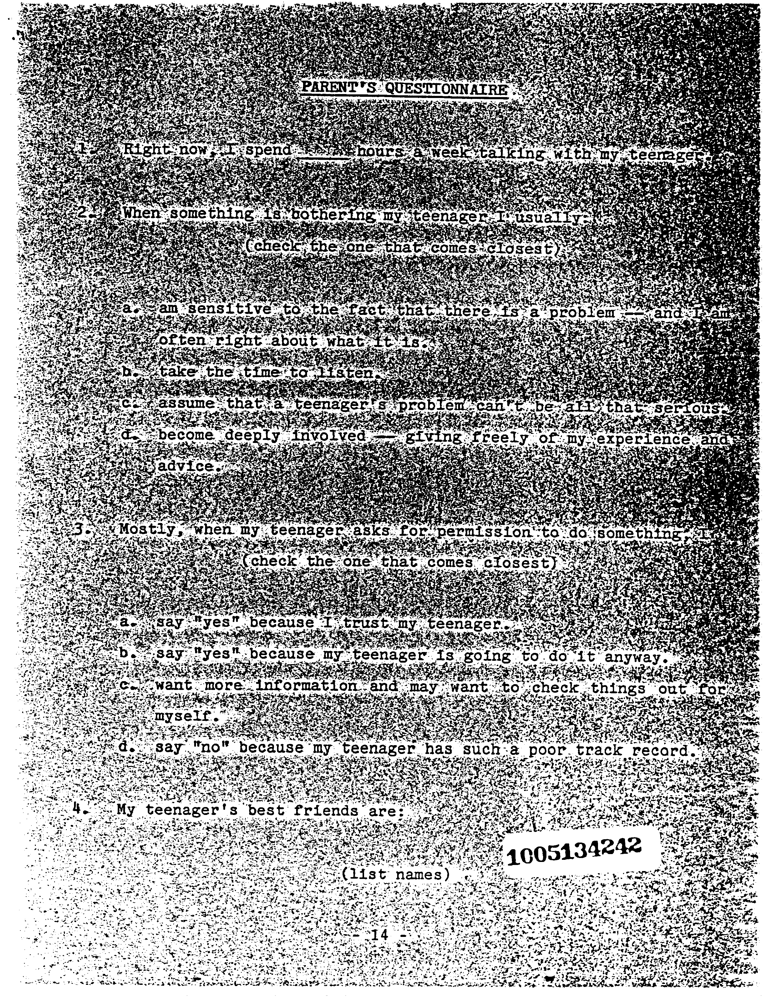 PARENT'S QUESTIONNAIRE
1. Right now, I spend ______ hours a week talking with my teenager.
2. When something is bothering my teenager I usually:
(check the one that comes closest)
a. am sensitive to the fact that there is a problem -- and I am
often right about what it is.
b. take the time to listen.
c. assume that a teenager's problem can't be all that serious.
d. become deeply involved -- giving freely of my experience and
advice.
3. Mostly, when my teenager asks for permission to do something, I
(check the one that comes closest)
a. say "yes" because I trust my teenager.
b. say "yes" because my teenager is going to do it anyway.
c. want more information and may want to check things out for
myself.
d. say "no" because my teenager has such a poor track record.
4. My teenager's best friends are:
1005134242
(list names)
- 14 -